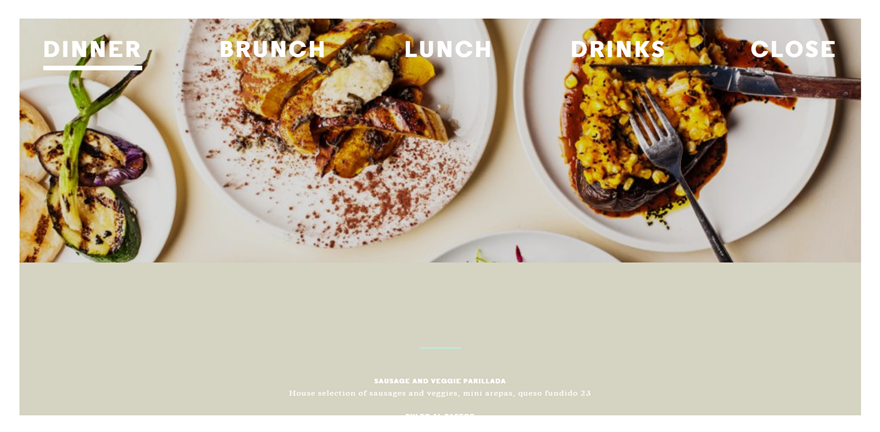 DINNER BRUNCH LUNCH DRINKS CLOSE
SAUSAGE AND VEGGIE PARILLADA
House selection of sausages and veggies, mini arepas, queso fundido 23